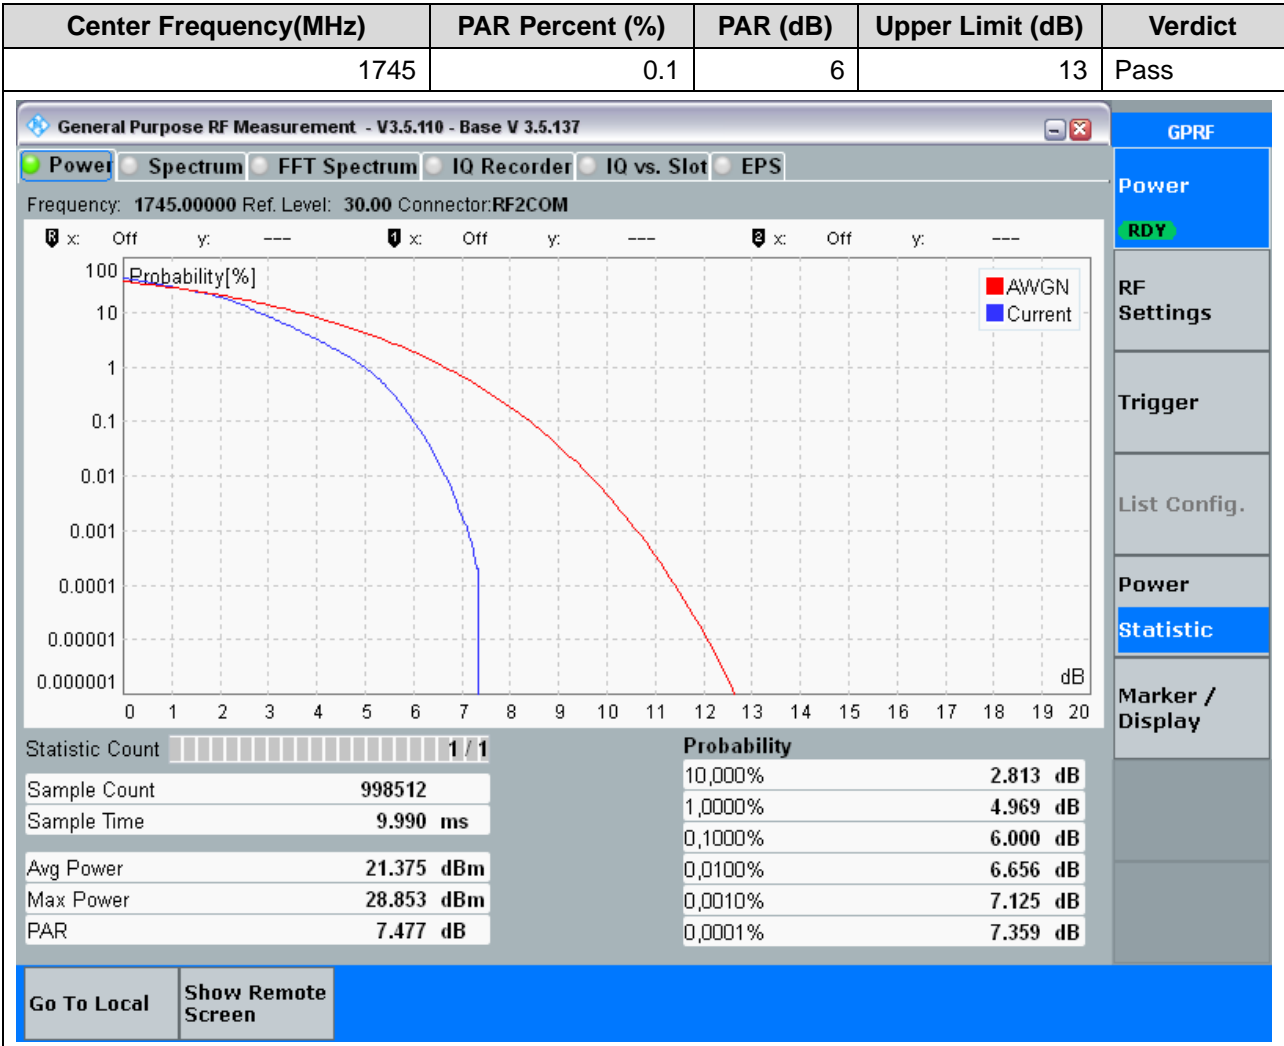 Center Frequency(MHz) PAR Percent (%) PAR (dB) Upper Limit (dB) Verdict
1745 0.1 6 13 Pass
General Purpose RF Measurement - V3.5.110 - Base V 3.5.137
GPRF
Power Spectrum FFT Spectrum IQ Recorder IQ vs. Slot EPS
Frequency: 1745.00000 Ref. Level: 30.00 Connector:RF2COM
R x: Off y: --- 1 x: Off y: --- 2 x: Off y: ---
Probability[%]
100
10
1
0.1
0.01
0.001
0.0001
0.00001
0.000001
AWGN
Current
dB
0 1 2 3 4 5 6 7 8 9 10 11 12 13 14 15 16 17 18 19 20
Statistic Count 1 / 1
Sample Count 998512
Sample Time 9.990 ms
Avg Power 21.375 dBm
Max Power 28.853 dBm
PAR 7.477 dB
Probability
10,000% 2.813 dB
1,0000% 4.969 dB
0,1000% 6.000 dB
0,0100% 6.656 dB
0,0010% 7.125 dB
0,0001% 7.359 dB
Power
RDY
RF
Settings
Trigger
List Config.
Power
Statistic
Marker /
Display
Go To Local
Show Remote
Screen